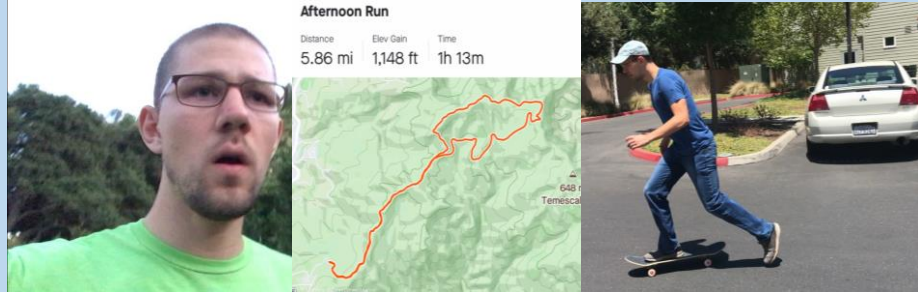 Afternoon Run
Distance Elev Gain Time
5.86 mi 1,148 ft 1h 13m
648
Temescal